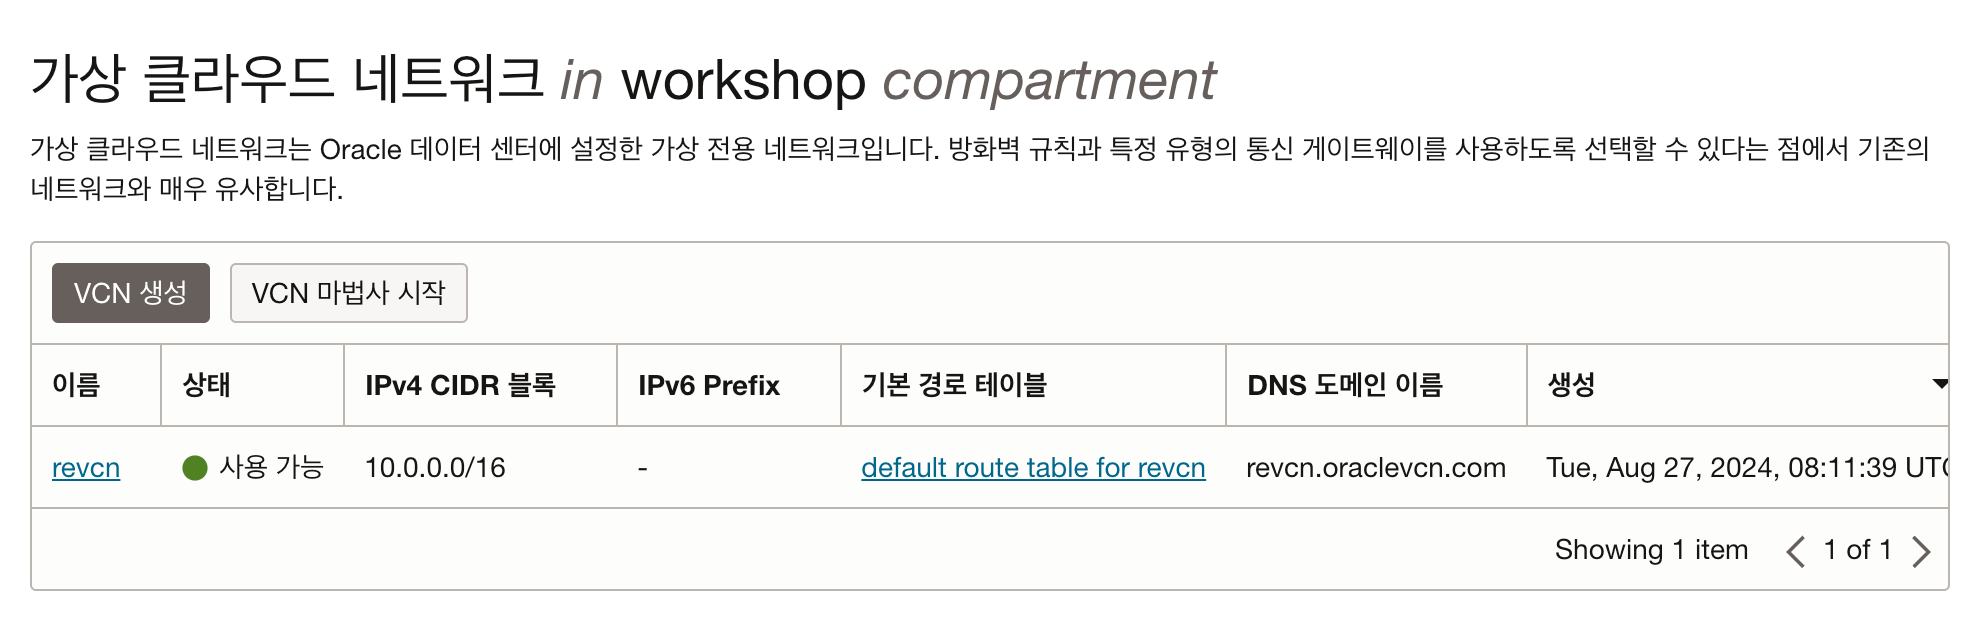 가상 클라우드 네트워크 in workshop compartment
가상 클라우드 네트워크는 Oracle 데이터 센터에 설정한 가상 전용 네트워크입니다. 방화벽 규칙과 특정 유형의 통신 게이트웨이를 사용하도록 선택할 수 있다는 점에서 기존의
네트워크와 매우 유사합니다.
VCN 생성 VCN 마법사 시작
이름 상태 IPv4 CIDR 블록 IPv6 Prefix 기본 경로 테이블 DNS 도메인 이름 생성
revcn 사용 가능 10.0.0.0/16 - default route table for revcn revcn.oraclevcn.com Tue, Aug 27, 2024, 08:11:39 UTC
Showing 1 item 1 of 1